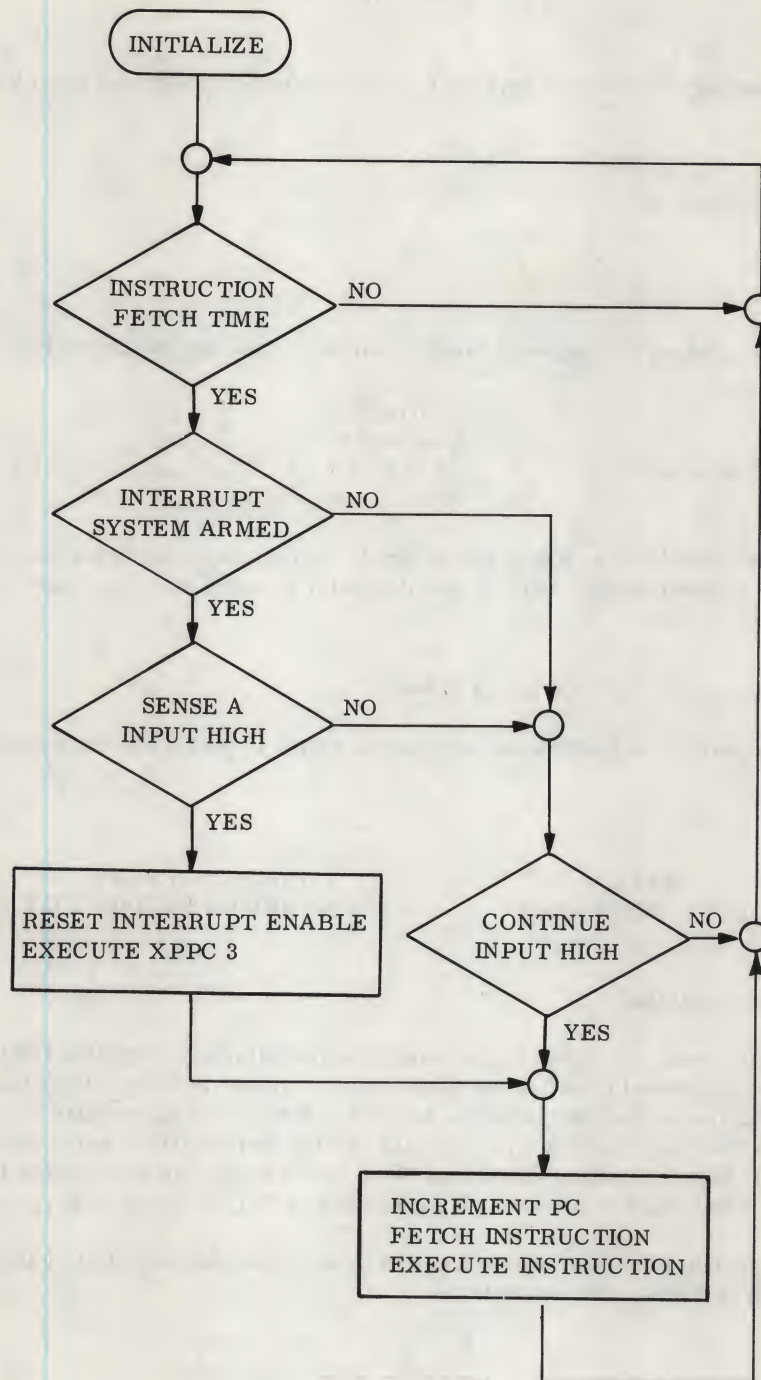 INITIALIZE
INSTRUCTION
FETCH TIME
NO
YES
INTERRUPT
SYSTEM ARMED
NO
YES
SENSE A
INPUT HIGH
NO
YES
RESET INTERRUPT ENABLE
EXECUTE XPPC 3
CONTINUE
INPUT HIGH
NO
YES
INCREMENT PC
FETCH INSTRUCTION
EXECUTE INSTRUCTION